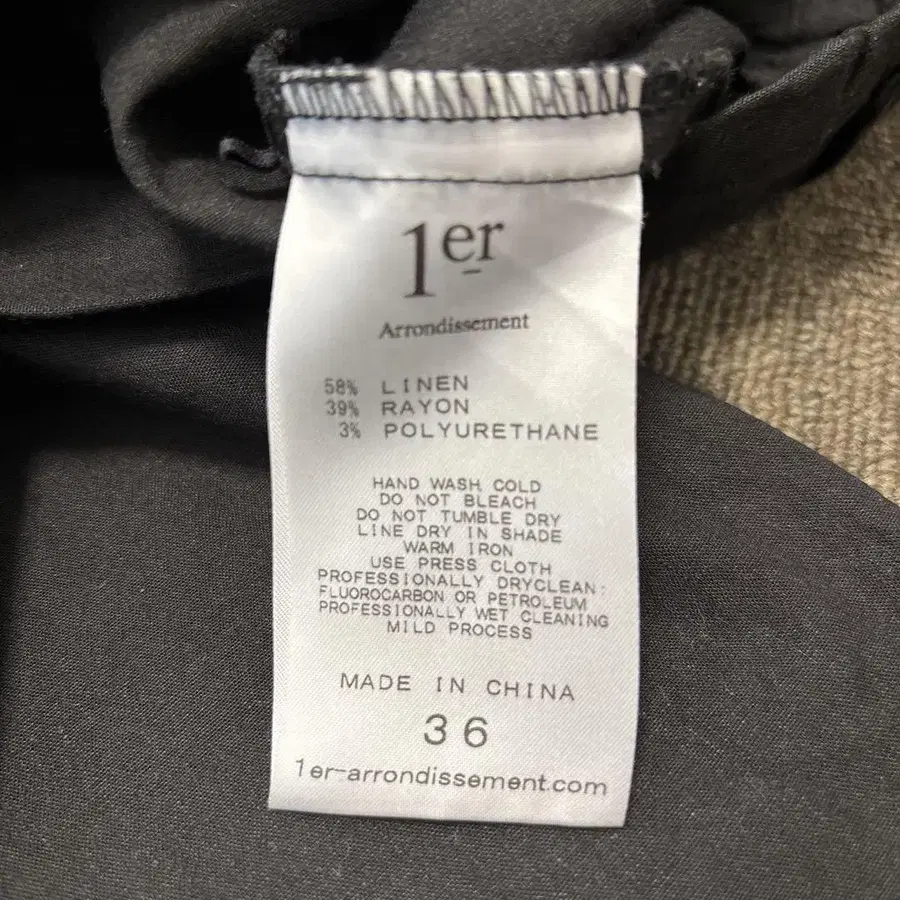 1er
Arrondissement
58% LINEN
39% RAYON
3% POLYURETHANE
HAND WASH COLD
DO NOT BLEACH
DO NOT TUMBLE DRY
LINE DRY IN SHADE
WARM IRON
USE PRESS CLOTH
PROFESSIONALLY DRYCLEAN:
FLUOROCARBON OR PETROLEUM
PROFESSIONALLY WET CLEANING
MILD PROCESS
MADE IN CHINA
36
1er-arrondissement.com